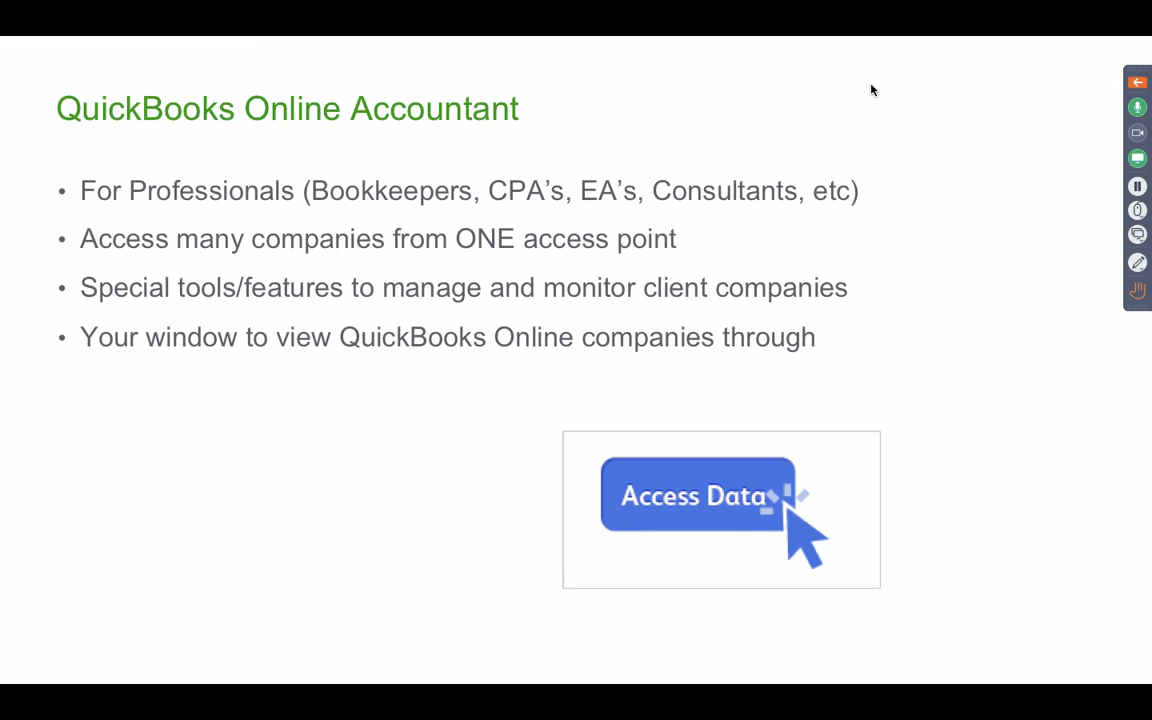 QuickBooks Online Accountant
• For Professionals (Bookkeepers, CPA’s, EA’s, Consultants, etc)
• Access many companies from ONE access point
• Special tools/features to manage and monitor client companies
• Your window to view QuickBooks Online companies through
Access Data